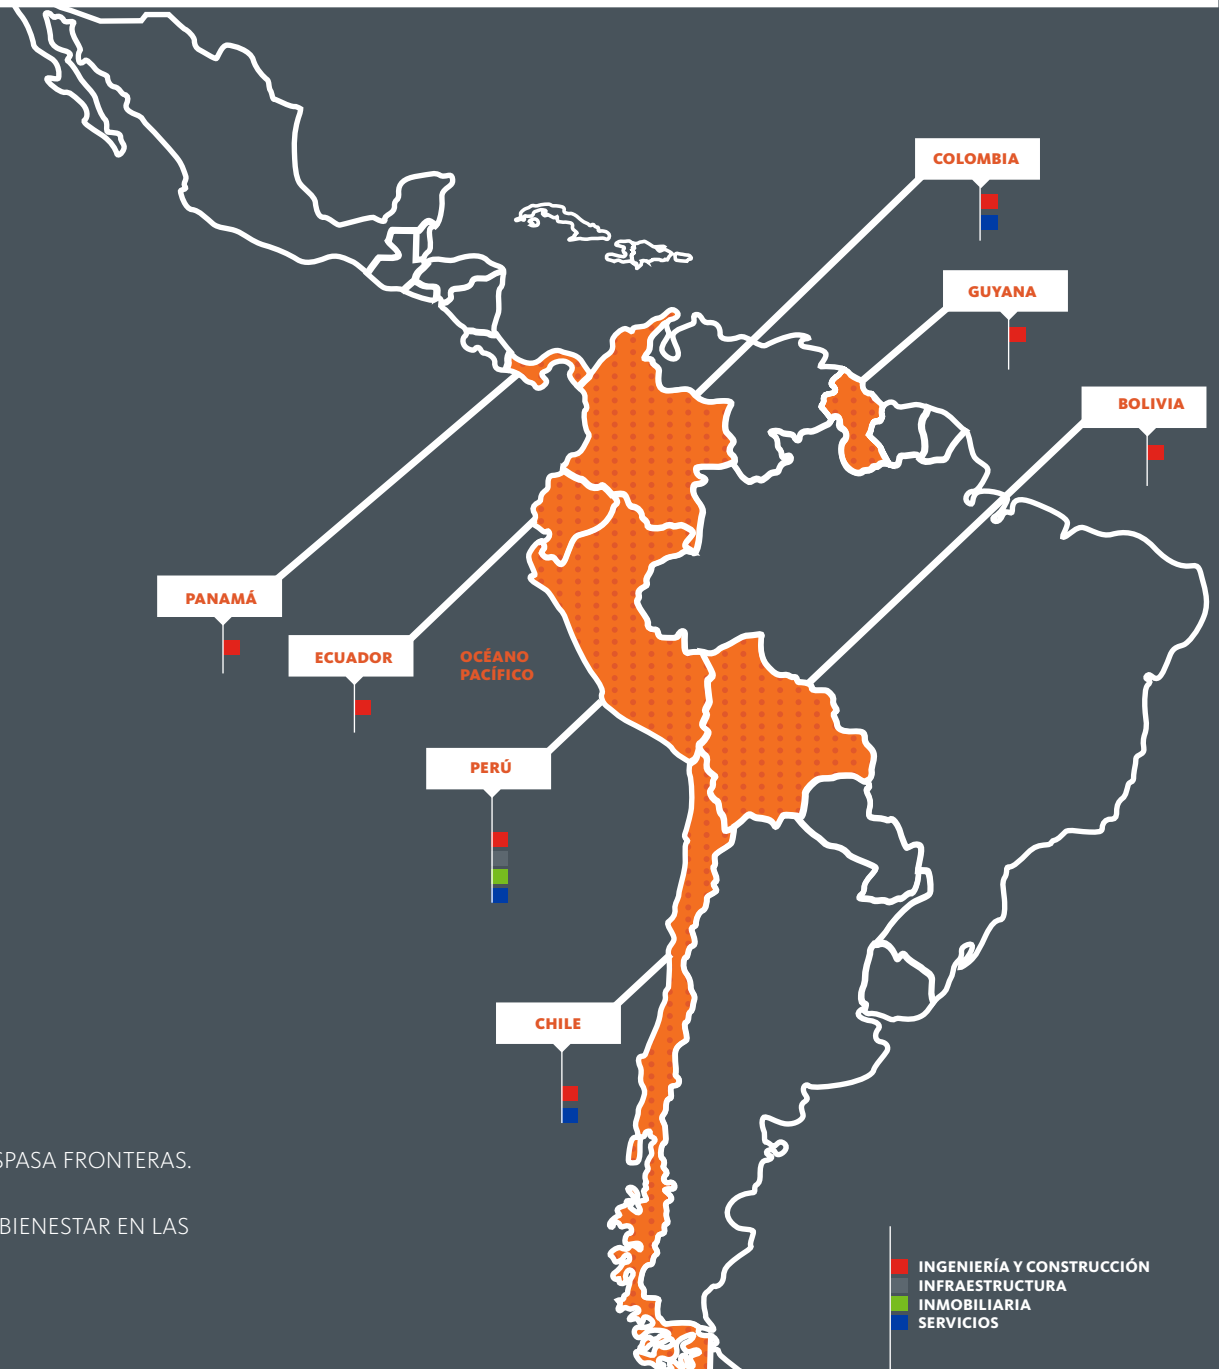 COLOMBIA
GUYANA
BOLIVIA
PANAMÁ
ECUADOR
OCÉANO
PACÍFICO
PERÚ
CHILE
SPASA FRONTERAS.
BIENESTAR EN LAS
INGENIERÍA Y CONSTRUCCIÓN
INFRAESTRUCTURA
INMOBILIARIA
SERVICIOS